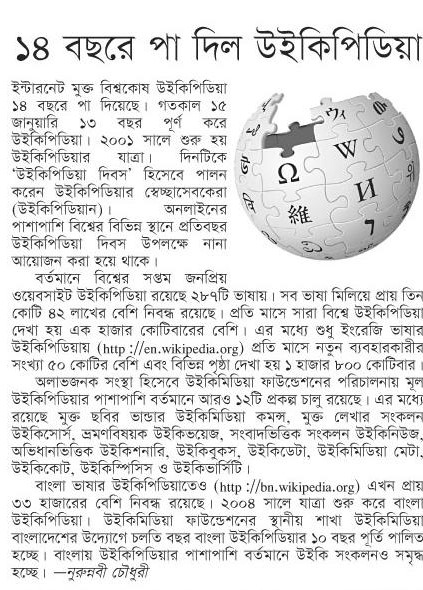 ১৪ বছরে পা দিল উইকিপিডিয়া
ইন্টারনেট মুক্ত বিশ্বকোষ উইকিপিডিয়া
১৪ বছরে পা দিয়েছে। গতকাল ১৫
জানুয়ারি ১৩ বছর পূর্ণ করে
উইকিপিডিয়া। ২০০১ সালে শুরু হয়
উইকিপিডিয়ার যাত্রা। দিনটিকে
‘উইকিপিডিয়া দিবস’ হিসেবে পালন
করেন উইকিপিডিয়ার স্বেচ্ছাসেবকেরা
(উইকিপিডিয়ান)। অনলাইনের
পাশাপাশি বিশ্বের বিভিন্ন স্থানে প্রতিবছর
উইকিপিডিয়া দিবস উপলক্ষে নানা
আয়োজন করা হয়ে থাকে।
বর্তমানে বিশ্বের সপ্তম জনপ্রিয়
ওয়েবসাইট উইকিপিডিয়া রয়েছে ২৮৭টি ভাষায়। সব ভাষা মিলিয়ে প্রায় তিন
কোটি ৪২ লাখের বেশি নিবন্ধ রয়েছে। প্রতি মাসে সারা বিশ্বে উইকিপিডিয়া
দেখা হয় এক হাজার কোটিবারের বেশি। এর মধ্যে শুধু ইংরেজি ভাষার
উইকিপিডিয়ায় (http://en.wikipedia.org) প্রতি মাসে নতুন ব্যবহারকারীর
সংখ্যা ৫০ কোটির বেশি এবং বিভিন্ন পৃষ্ঠা দেখা হয় ১ হাজার ৮০০ কোটিবার।
অলাভজনক সংস্থা হিসেবে উইকিমিডিয়া ফাউন্ডেশনের পরিচালনায় মূল
উইকিপিডিয়ার পাশাপাশি বর্তমানে আরও ১২টি প্রকল্প চালু রয়েছে। এর মধ্যে
রয়েছে মুক্ত ছবির ভান্ডার উইকিমিডিয়া কমন্স, মুক্ত লেখার সংকলন
উইকিসোর্স, ভ্রমণবিষয়ক উইকিভয়েজ, সংবাদভিত্তিক সংকলন উইকিনিউজ,
অভিধানভিত্তিক উইকশনারি, উইকিবুকস, উইকিডেটা, উইকিমিডিয়া মেটা,
উইকিকোট, উইকিস্পিসিস ও উইকিভার্সিটি।
বাংলা ভাষার উইকিপিডিয়াতেও (http://bn.wikipedia.org) এখন প্রায়
৩৩ হাজারের বেশি নিবন্ধ রয়েছে। ২০০৪ সালে যাত্রা শুরু করে বাংলা
উইকিপিডিয়া। উইকিমিডিয়া ফাউন্ডেশনের স্থানীয় শাখা উইকিমিডিয়া
বাংলাদেশের উদ্যোগে চলতি বছর বাংলা উইকিপিডিয়ার ১০ বছর পূর্তি পালিত
হচ্ছে। বাংলায় উইকিপিডিয়ার পাশাপাশি বর্তমানে উইকি সংকলনও সমৃদ্ধ
হচ্ছে। —নুরুন্নবী চৌধুরী
Ω W И
維 7